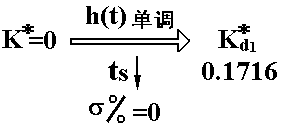 h(t) 单调
K*=0 ⟹ K*d1
ts↓ 0.1716
σ%=0